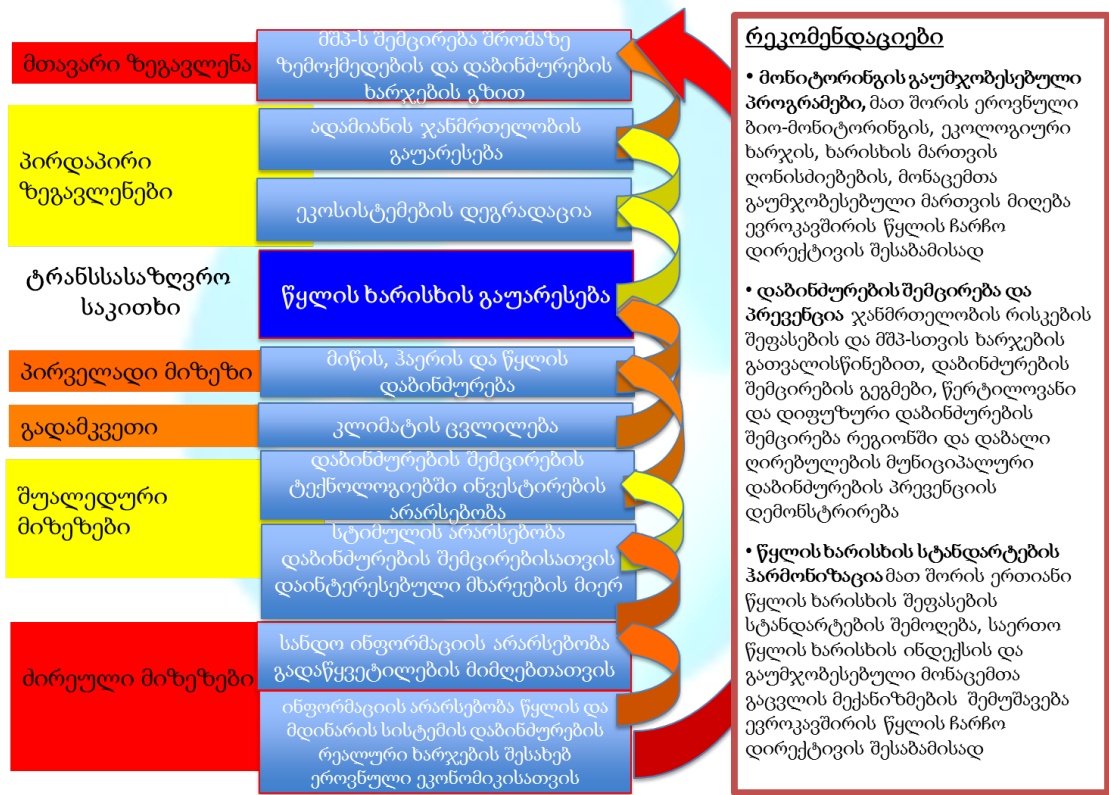 მთავარი ზეგავლენა
მშპ-ს შემცირება შრომაზე
ზემოქმედების და დაბინძურების
ხარჯების გზით
პირდაპირი
ზეგავლენები
ადამიანის ჯანმრთელობის
გაუარესება
ეკოსისტემების დეგრადაცია
ტრანსსასაზღვრო
საკითხი
წყლის ხარისხის გაუარესება
პირველადი მიზეზი
მიწის, ჰაერის და წყლის
დაბინძურება
გადამკვეთი
კლიმატის ცვლილება
შუალედური
მიზეზები
დაბინძურების შემცირების
ტექნოლოგიებში ინვესტირების
არარსებობა
სტიმულის არარსებობა
დაბინძურების შემცირებისათვის
დაინტერესებული მხარეების მიერ
ძირეული მიზეზები
სანდო ინფორმაციის არარსებობა
გადაწყვეტილების მიმღებთათვის
ინფორმაციის არარსებობა წყლის და
მდინარის სისტემის დაბინძურების
რეალური ხარჯების შესახებ
ეროვნული ეკონომიკისათვის
რეკომენდაციები
• მონიტორინგის გაუმჯობესებული
პროგრამები, მათ შორის ეროვნული
ბიო-მონიტორინგის, ეკოლოგიური
ხარჯის, ხარისხის მართვის
ღონისძიებების, მონაცემთა
გაუმჯობესებული მართვის მიღება
ევროკავშირის წყლის ჩარჩო
დირექტივის შესაბამისად
• დაბინძურების შემცირება და
პრევენცია ჯანმრთელობის რისკების
შეფასების და მშპ-სთვის ხარჯების
გათვალისწინებით, დაბინძურების
შემცირების გეგმები, წერტილოვანი
და დიფუზური დაბინძურების
შემცირება რეგიონში და დაბალი
ღირებულების მუნიციპალური
დაბინძურების პრევენციის
დემონსტრირება
• წყლის ხარისხის სტანდარტების
ჰარმონიზაცია მათ შორის ერთიანი
წყლის ხარისხის შეფასების
სტანდარტების შემოღება, საერთო
წყლის ხარისხის ინდექსის და
გაუმჯობესებული მონაცემთა
გაცვლის მექანიზმების შემუშავება
ევროკავშირის წყლის ჩარჩო
დირექტივის შესაბამისად